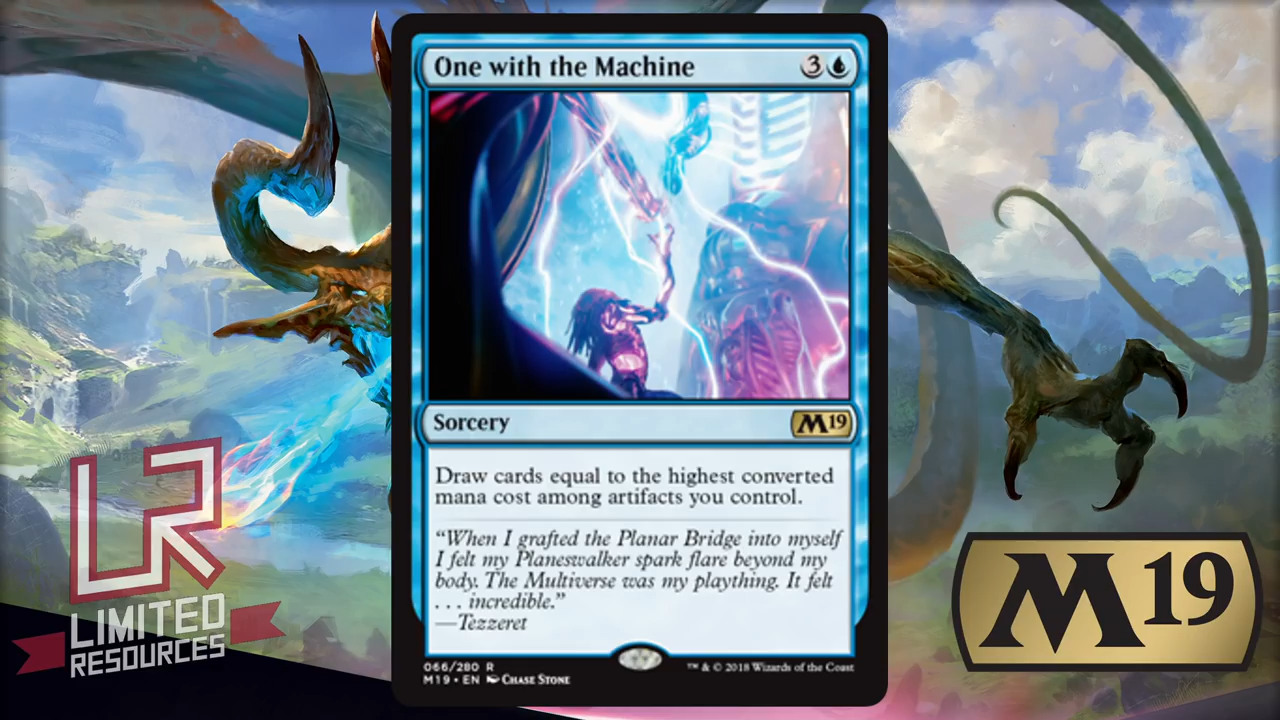 One with the Machine 3
Sorcery M19
Draw cards equal to the highest converted
mana cost among artifacts you control.
“When I grafted the Planar Bridge into myself
I felt my Planeswalker spark flare beyond my
body. The Multiverse was my plaything. It felt
. . . incredible.”
—Tezzeret
066/280 R
M19 • EN Chase Stone
™ & © 2018 Wizards of the Coast
LR
LIMITED
RESOURCES
M19